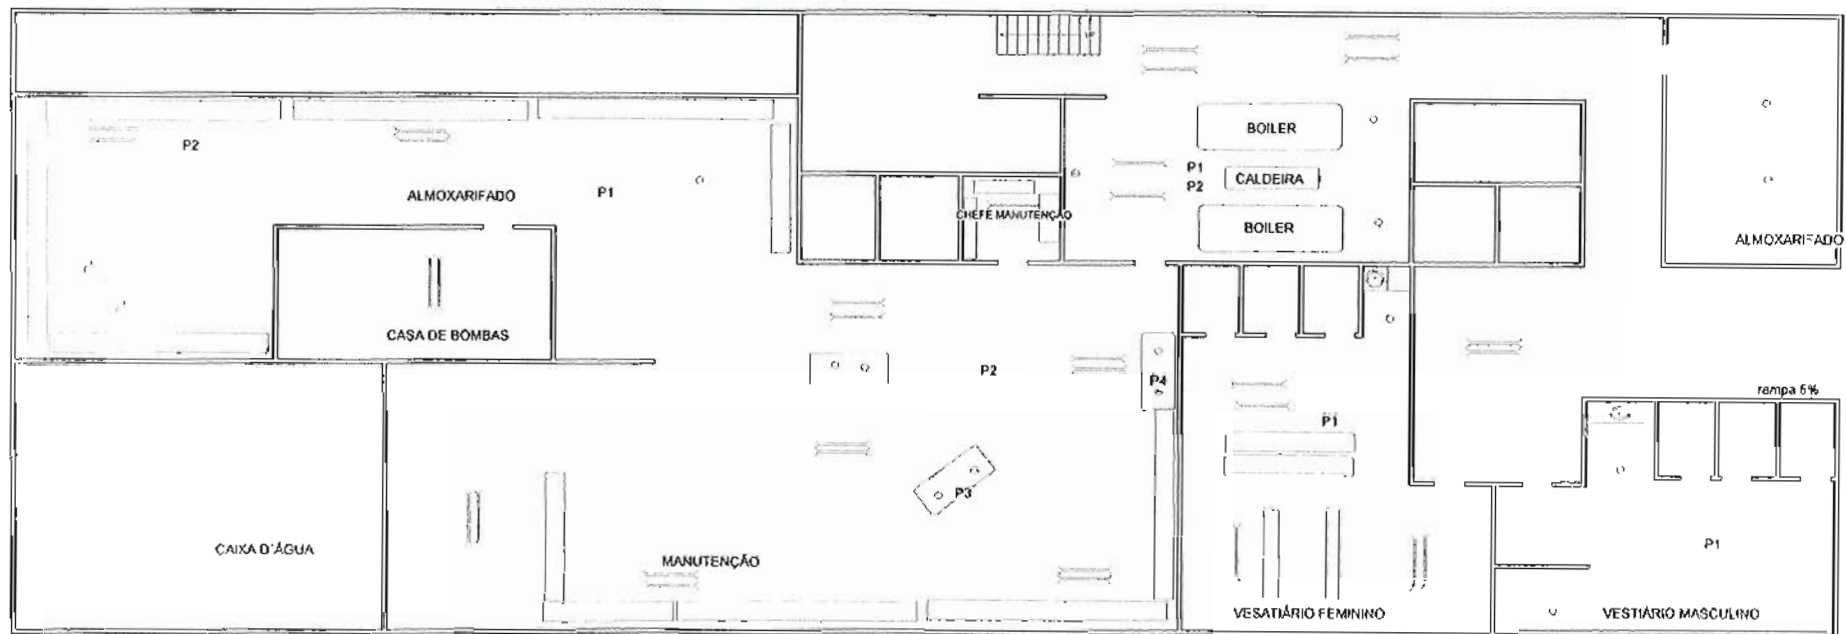 UP
BOILER
P2
P1
P2
CALDEIRA
ALMOXARIFADO
P1
CHEFE MANUTENÇÃO
BOILER
ALMOXARIFADO
CASA DE BOMBAS
P2
P4
rampa 6%
P1
P3
CAIXA D'ÁGUA
MANUTENÇÃO
P1
VESATIÁRIO FEMININO
VESTIÁRIO MASCULINO